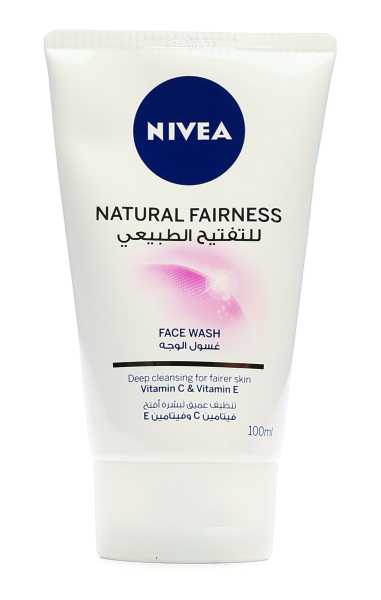 NIVEA
NATURAL FAIRNESS
للتفتيح الطبيعي
FACE WASH
غسول الوجه
Deep cleansing for fairer skin
Vitamin C & Vitamin E
تنظيف عميق لبشرة أفتح
فيتامين C وفيتامين E
100ml